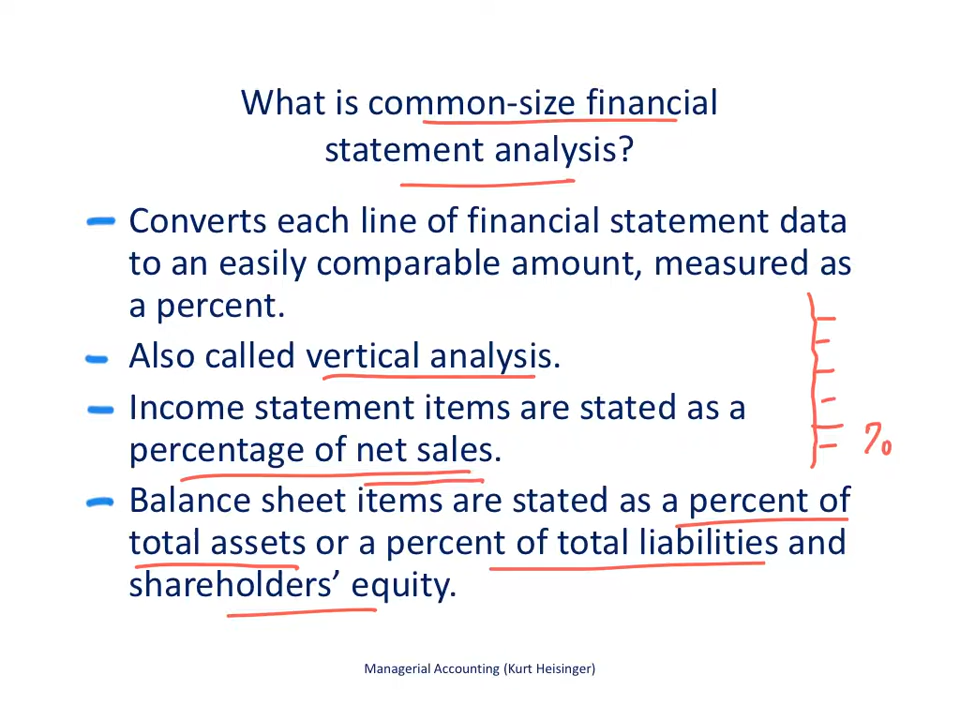 What is common-size financial
statement analysis?
Converts each line of financial statement data
to an easily comparable amount, measured as
a percent.
Also called vertical analysis.
Income statement items are stated as a
percentage of net sales.
%
Balance sheet items are stated as a percent of
total assets or a percent of total liabilities and
shareholders’ equity.
Managerial Accounting (Kurt Heisinger)